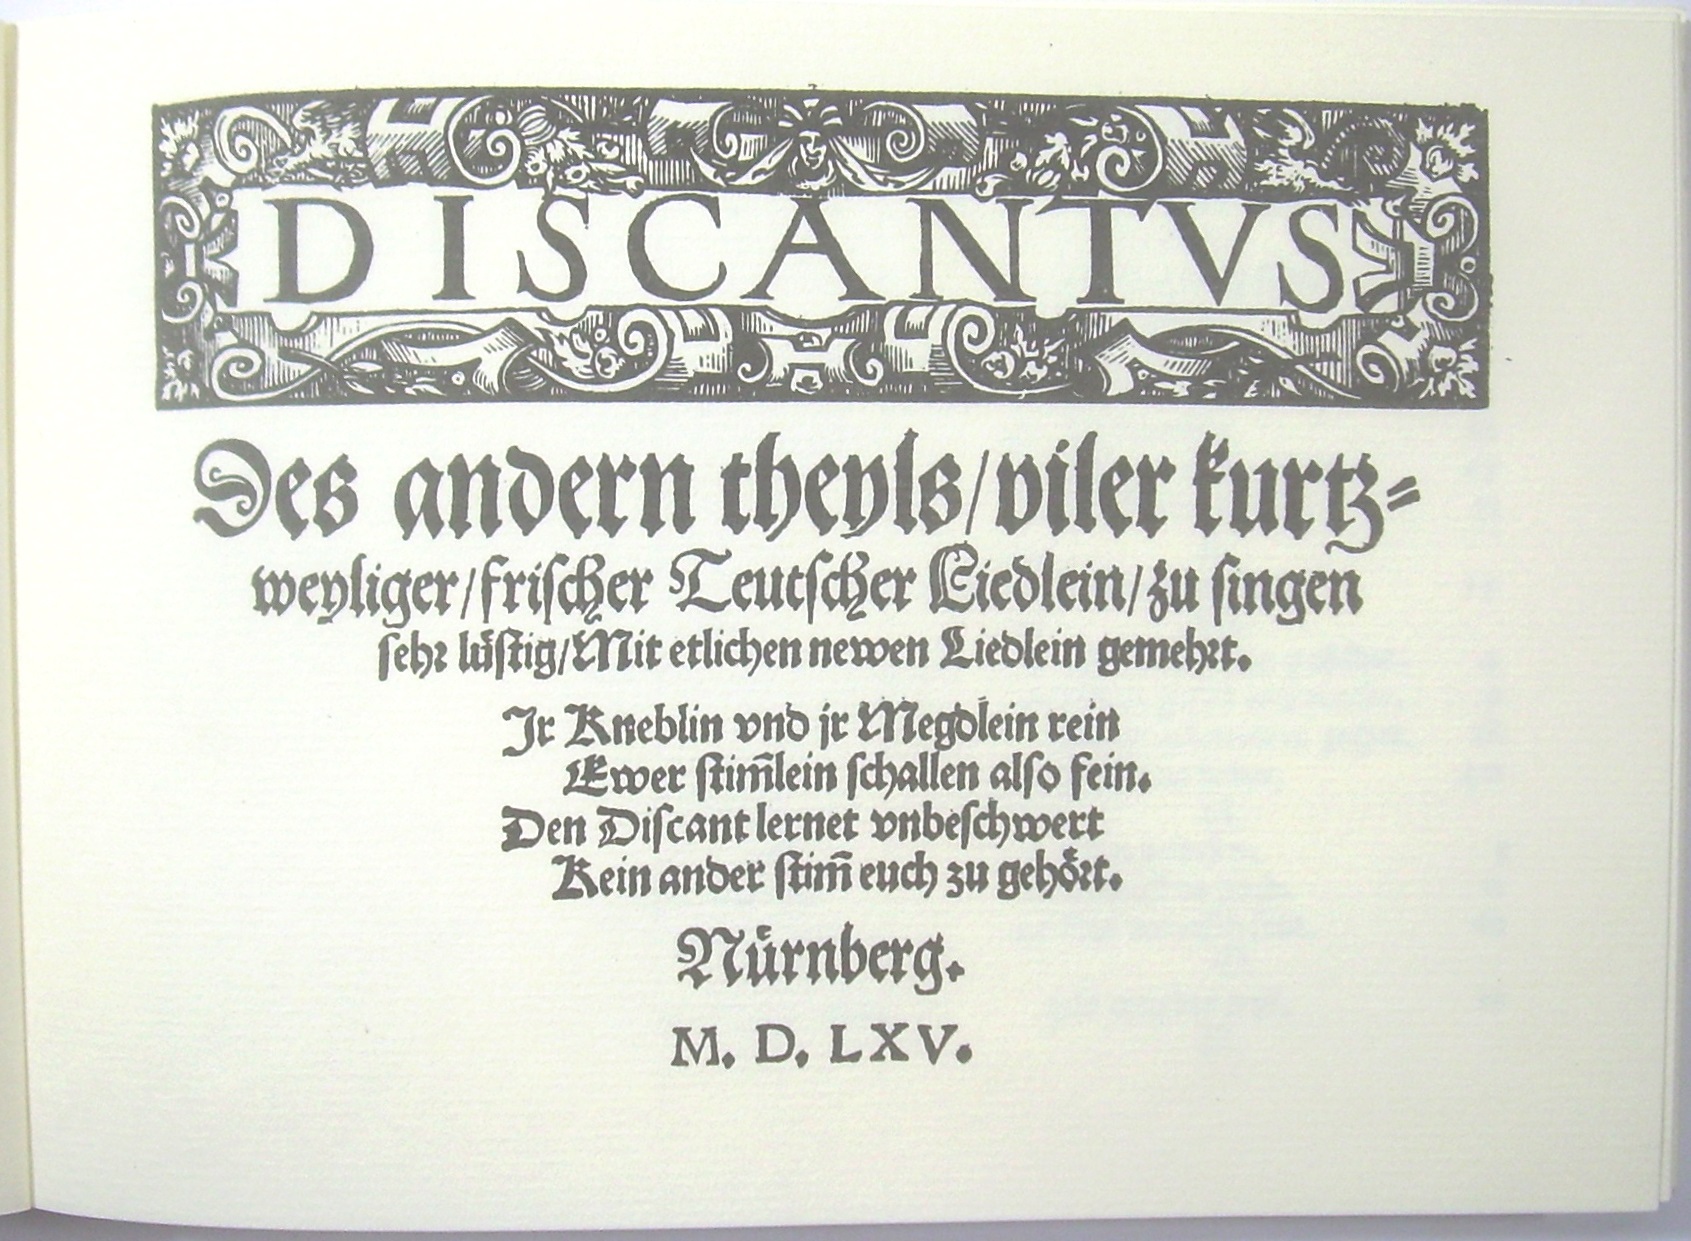 DISCANTVS
Des andern theyls/viler kurtz⸗
weyliger/frischer Teutscher Liedlein/zu singen
sehr lüstig/Mit etlichen newen Liedlein gemehrt.
Jr Kneblin vnd jr Megdlein rein
Ewer stim̄lein schallen also fein.
Den Discant lernet vnbeschwert
Kein ander stim̄ euch zu gehört.
Nürnberg.
M. D. LXV.